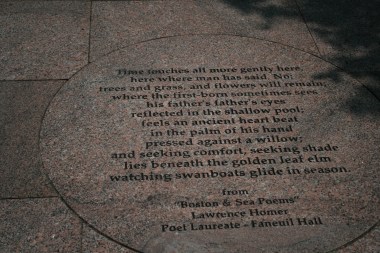 Time touches all more gently here,
here where man has said, No:
trees and grass, and flowers will remain:
where the first-born sometimes sees
his father's father's eyes
reflected in the shallow pool;
feels an ancient heart beat
in the palm of his hand
pressed against a willow;
and seeking comfort, seeking shade
lies beneath the golden leaf elm
watching swanboats glide in season.
from
"Boston & Sea Poems"
Lawrence Homer
Poet Laureate - Faneuil Hall